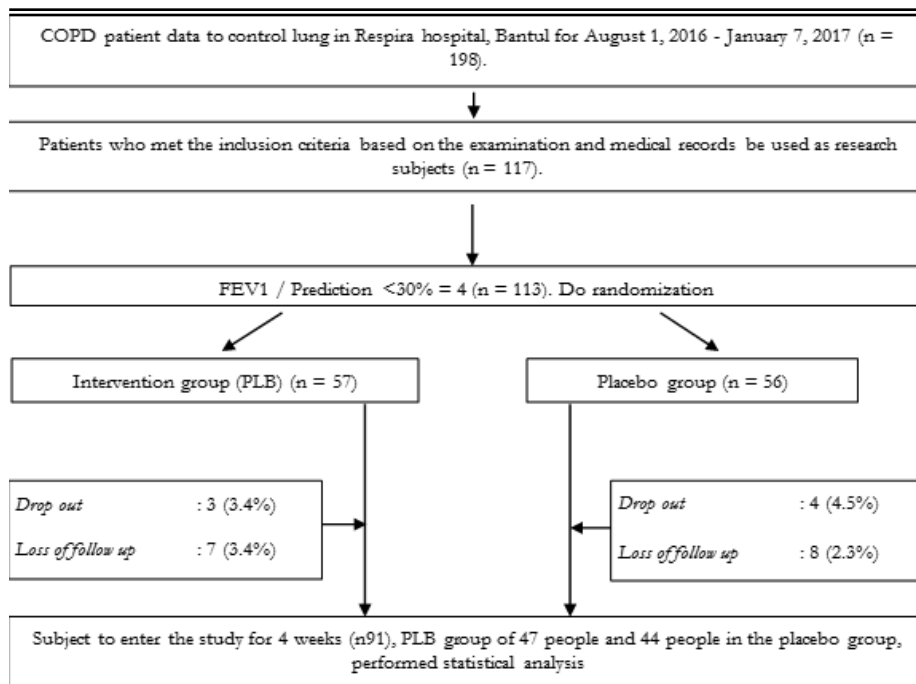 COPD patient data to control lung in Respira hospital, Bantul for August 1, 2016 - January 7, 2017 (n =
198).
Patients who met the inclusion criteria based on the examination and medical records be used as research
subjects (n = 117).
FEV1 / Prediction <30% = 4 (n = 113). Do randomization
Intervention group (PLB) (n = 57)
Placebo group (n = 56)
Drop out : 3 (3.4%)
Loss of follow up : 7 (3.4%)
Drop out : 4 (4.5%)
Loss of follow up : 8 (2.3%)
Subject to enter the study for 4 weeks (n91), PLB group of 47 people and 44 people in the placebo group,
performed statistical analysis